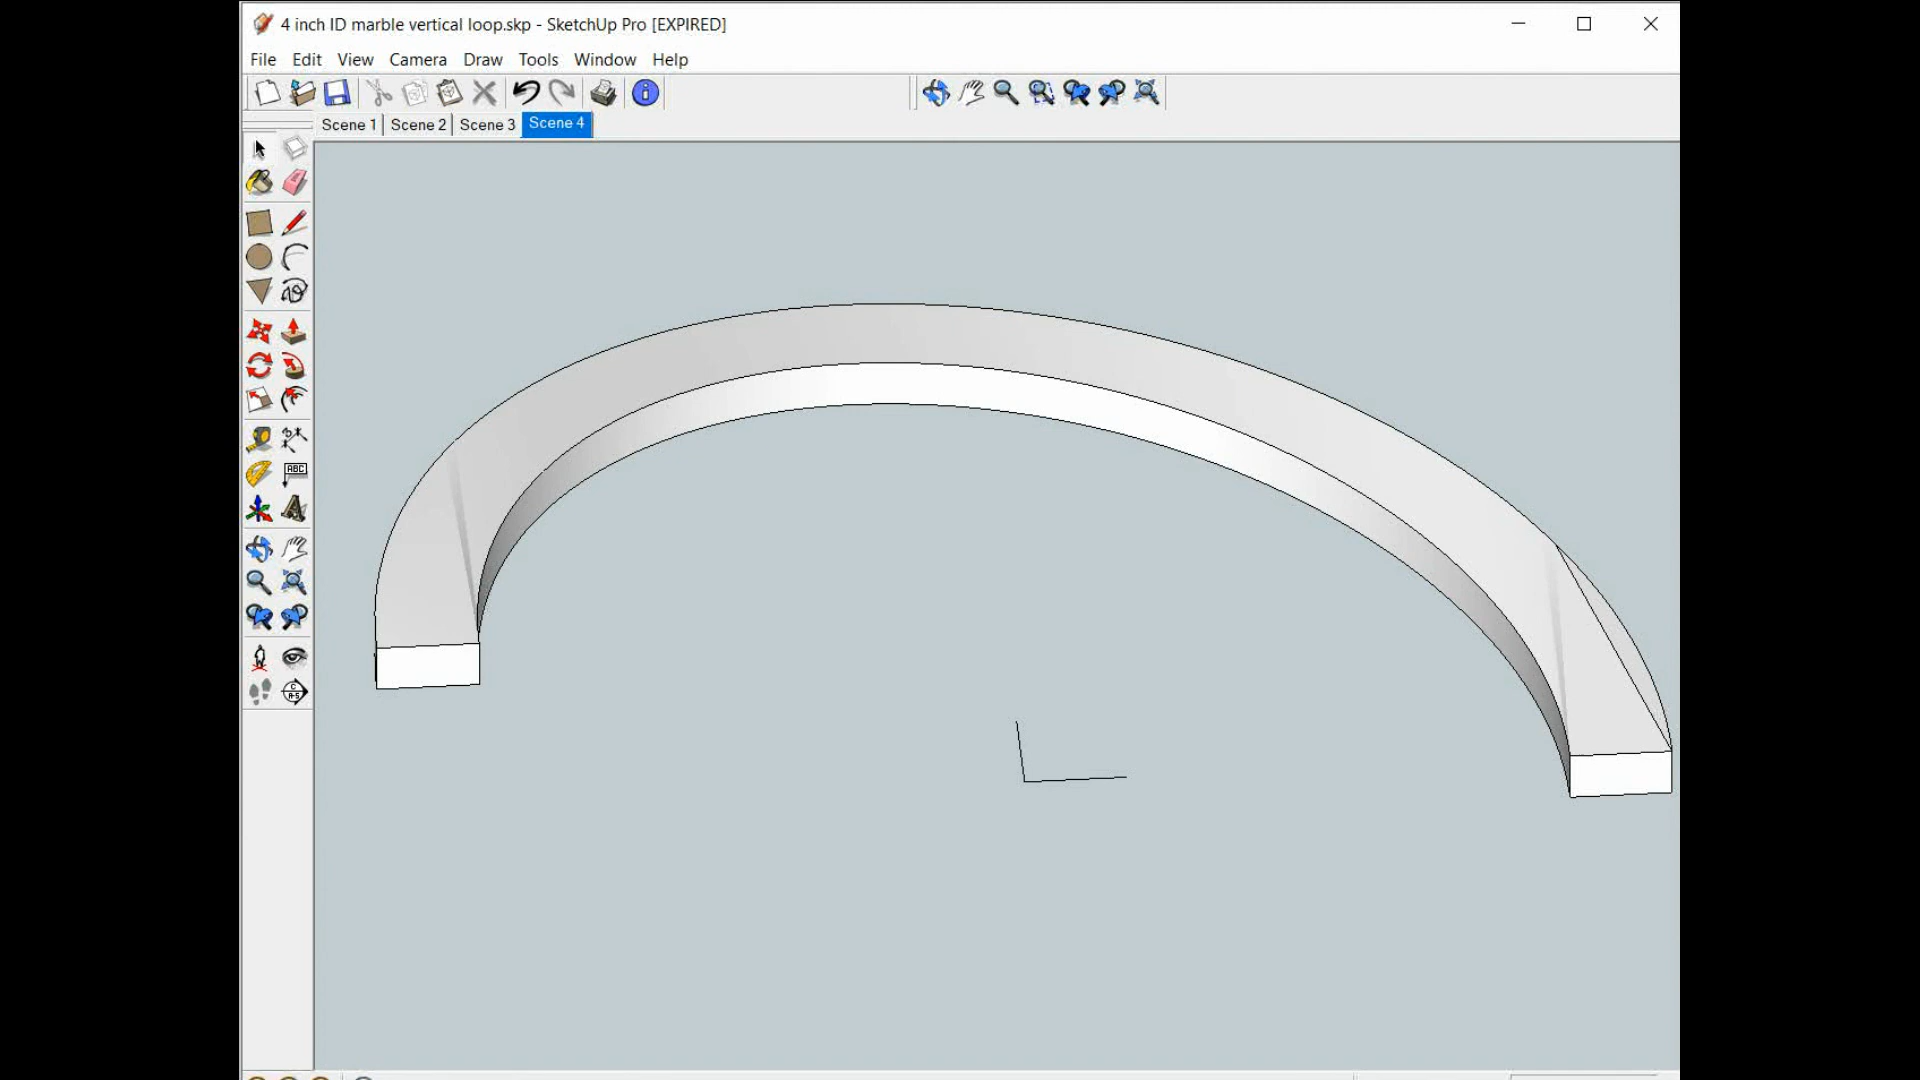 4 inch ID marble vertical loop.skp - SketchUp Pro [EXPIRED]
File Edit View Camera Draw Tools Window Help
Scene 1 Scene 2 Scene 3 Scene 4
ABC